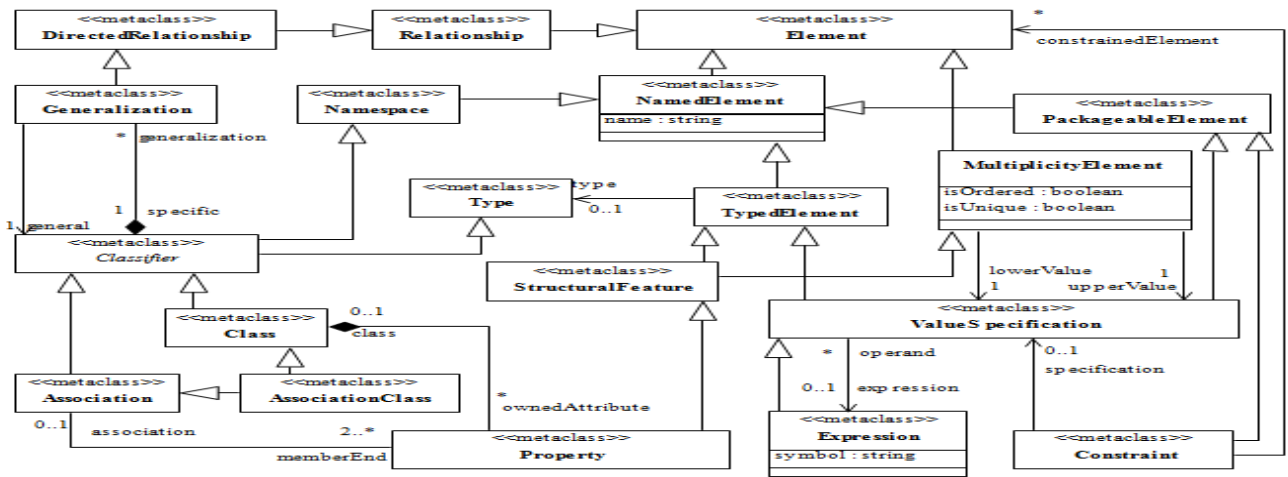 <<metaclass>>
DirectedRelationship
<<metaclass>>
Relationship
<<metaclass>>
Element
*
constrainedElement
<<metaclass>>
Generalization
<<metaclass>>
Namespace
<<metaclass>>
NamedElement
name : string
<<metaclass>>
PackageableElement
*
generalization
1
specific
1
general
<<metaclass>>
Type
type
0..1
<<metaclass>>
TypedElement
MultiplicityElement
isOrdered : boolean
isUnique : boolean
<<metaclass>>
Classifier
<<metaclass>>
StructuralFeature
lowerValue
1
1
upperValue
<<metaclass>>
Class
0..1
class
<<metaclass>>
ValueSpecification
*
operand
0..1
expression
0..1
specification
<<metaclass>>
Association
<<metaclass>>
AssociationClass
*
ownedAttribute
0..1
association
2..*
memberEnd
<<metaclass>>
Property
<<metaclass>>
Expression
symbol : string
<<metaclass>>
Constraint